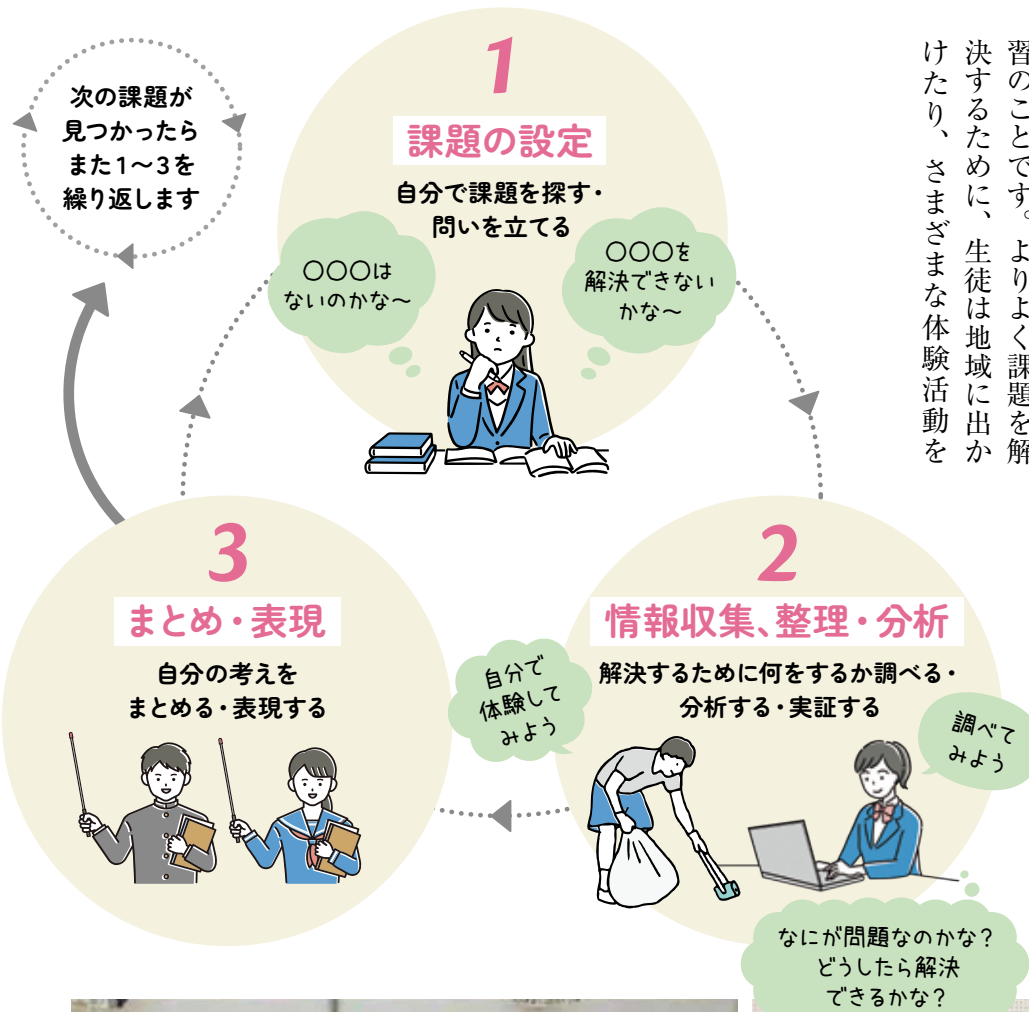 習のことです。よりよく課題を解
決するために、生徒は地域に出か
けたり、さまざまな体験活動を
次の課題が
見つかったら
また1〜3を
繰り返します
1
課題の設定
自分で課題を探す・
問いを立てる
〇〇〇は
ないのかな〜
〇〇〇を
解決できない
かな〜
2
情報収集、整理・分析
解決するために何をするか調べる・
分析する・実証する
自分で
体験して
みよう
調べて
みよう
なにが問題なのかな?
どうしたら解決
できるかな?
3
まとめ・表現
自分の考えを
まとめる・表現する